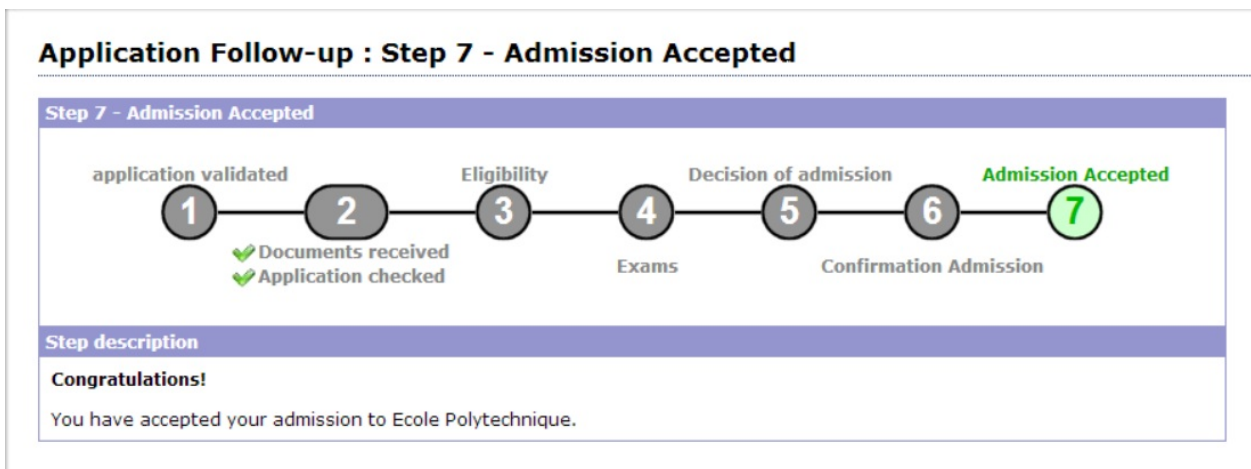 Application Follow-up : Step 7 - Admission Accepted
Step 7 - Admission Accepted
application validated Eligibility Decision of admission Admission Accepted
1 2 3 4 5 6 7
Documents received
Exams Confirmation Admission
Application checked
Step description
Congratulations!
You have accepted your admission to Ecole Polytechnique.